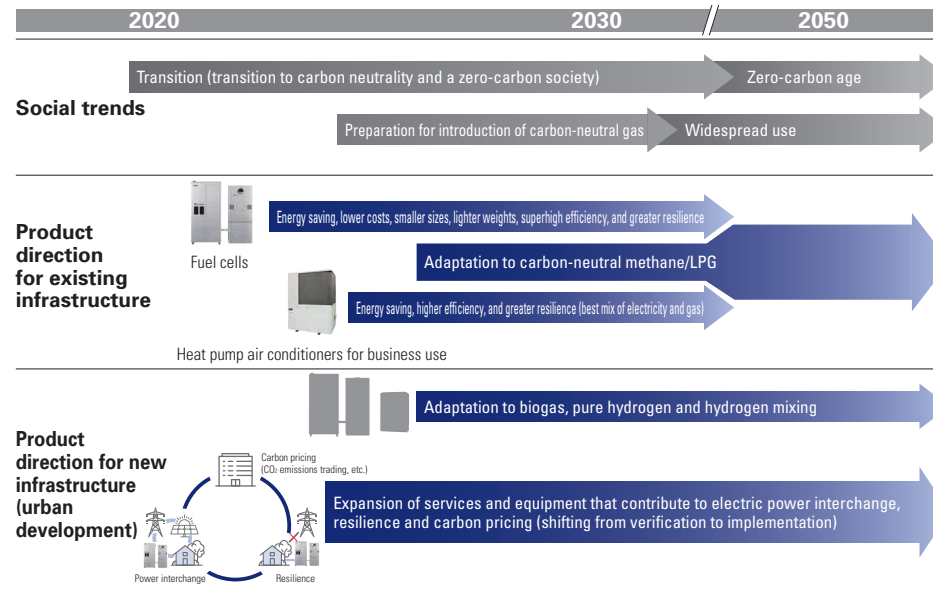 2020
2030
2050
Social trends
Transition (transition to carbon neutrality and a zero-carbon society)
Zero-carbon age
Preparation for introduction of carbon-neutral gas
Widespread use
Product
direction
for existing
infrastructure
Fuel cells
Energy saving, lower costs, smaller sizes, lighter weights, superhigh efficiency, and greater resilience
Adaptation to carbon-neutral methane/LPG
Energy saving, higher efficiency, and greater resilience (best mix of electricity and gas)
Heat pump air conditioners for business use
Product
direction for new
infrastructure
(urban
development)
Adaptation to biogas, pure hydrogen and hydrogen mixing
Carbon pricing
(CO₂ emissions trading, etc.)
Power interchange
Resilience
Expansion of services and equipment that contribute to electric power interchange,
resilience and carbon pricing (shifting from verification to implementation)